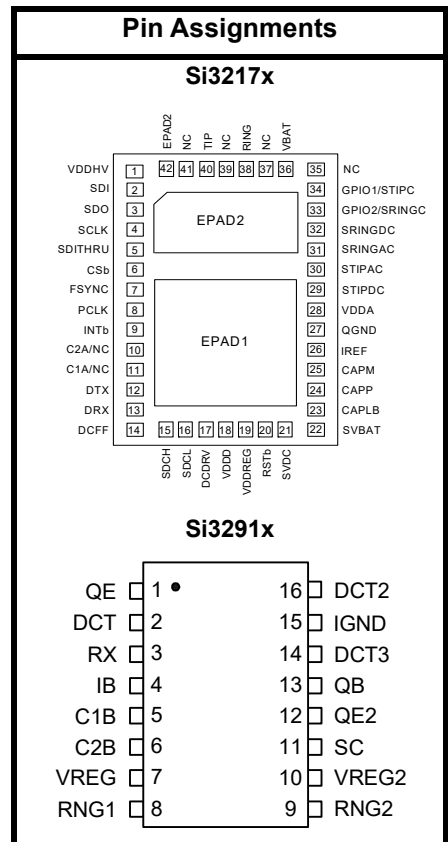 Pin Assignments
Si3217x
EPAD2 NC TIP NC RING NC VBAT
42 41 40 39 38 37 36
VDDHV 1 35 NC
SDI 2 34 GPIO1/STIPC
SDO 3 33 GPIO2/SRINGC
SCLK 4 EPAD2 32 SRINGDC
SDITHRU 5 31 SRINGAC
CSb 6 30 STIPAC
FSYNC 7 29 STIPDC
PCLK 8 28 VDDA
INTb 9 27 QGND
C2A/NC 10 EPAD1 26 IREF
C1A/NC 11 25 CAPM
DTX 12 24 CAPP
DRX 13 23 CAPLB
DCFF 14 22 SVBAT
15 16 17 18 19 20 21
SDCH SDCL DCDRV VDDD VDDREG RSTb SVDC
Si3291x
QE 1 16 DCT2
DCT 2 15 IGND
RX 3 14 DCT3
IB 4 13 QB
C1B 5 12 QE2
C2B 6 11 SC
VREG 7 10 VREG2
RNG1 8 9 RNG2